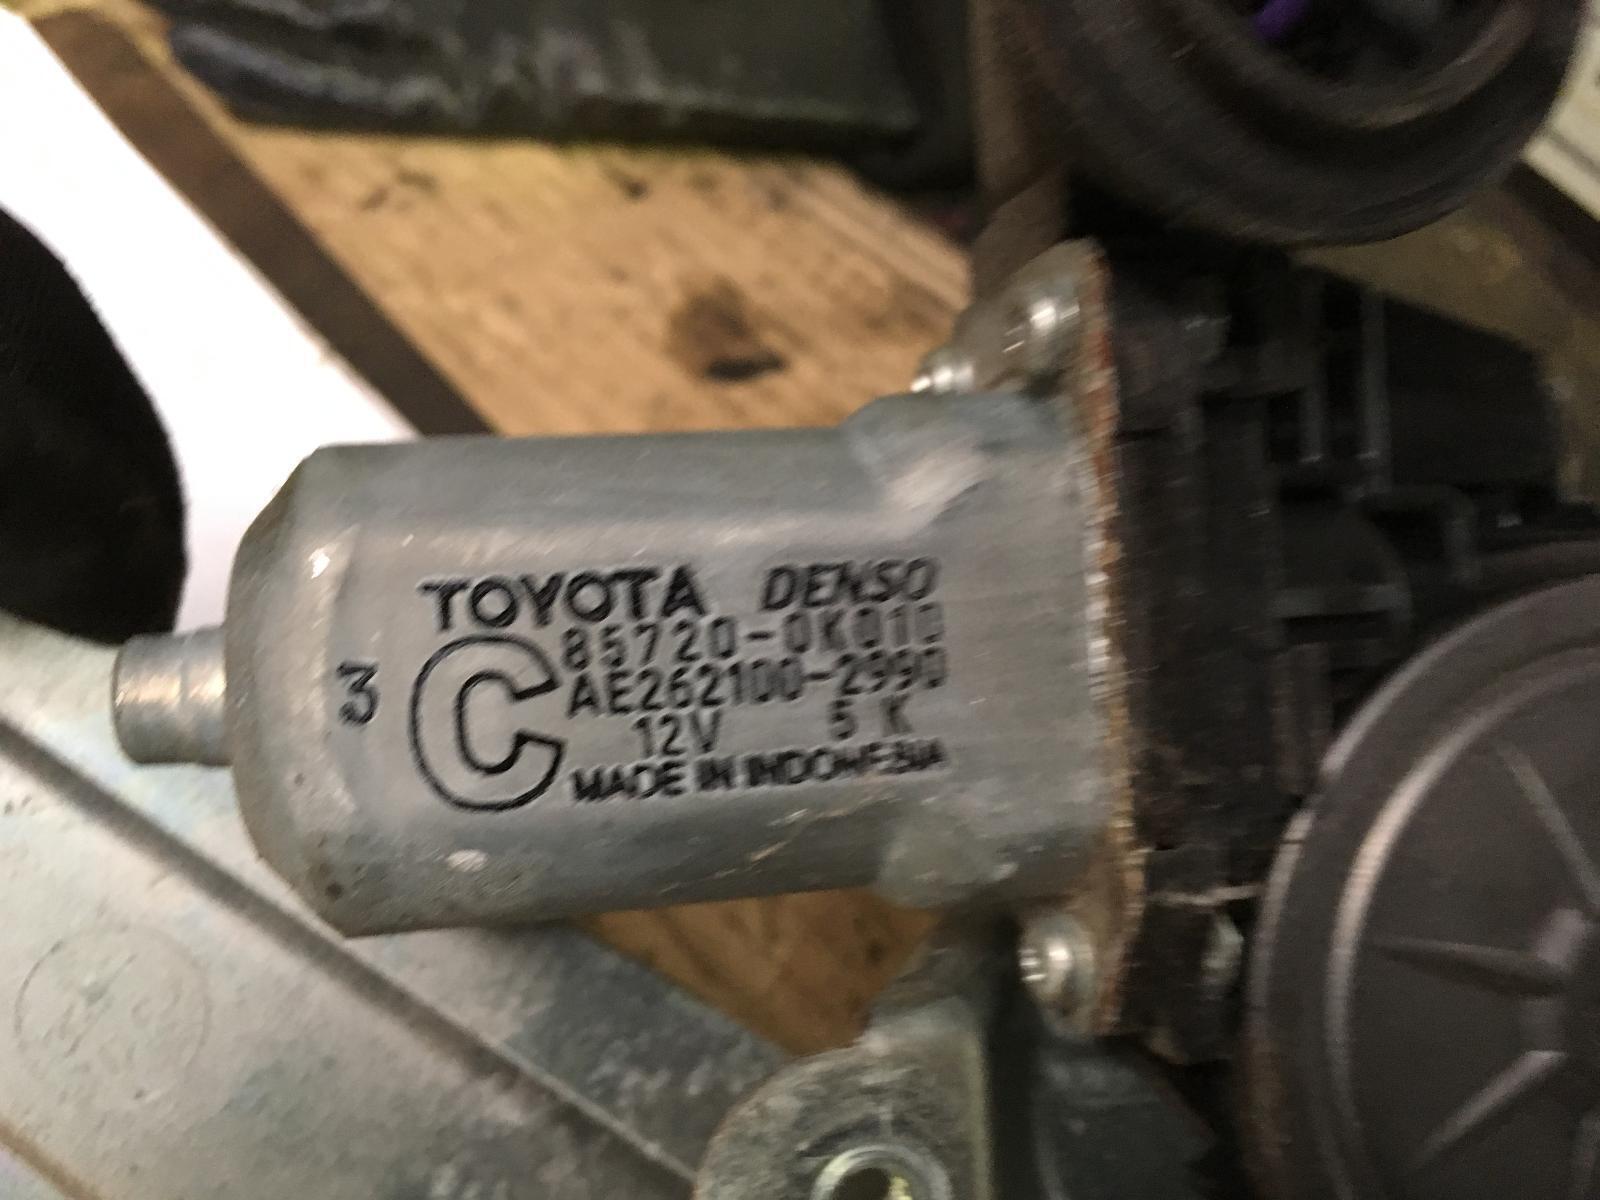 TOYOTA DENSO
85720-0K010
3 C AE262100-2990
12V 5 K
MADE IN INDONESIA